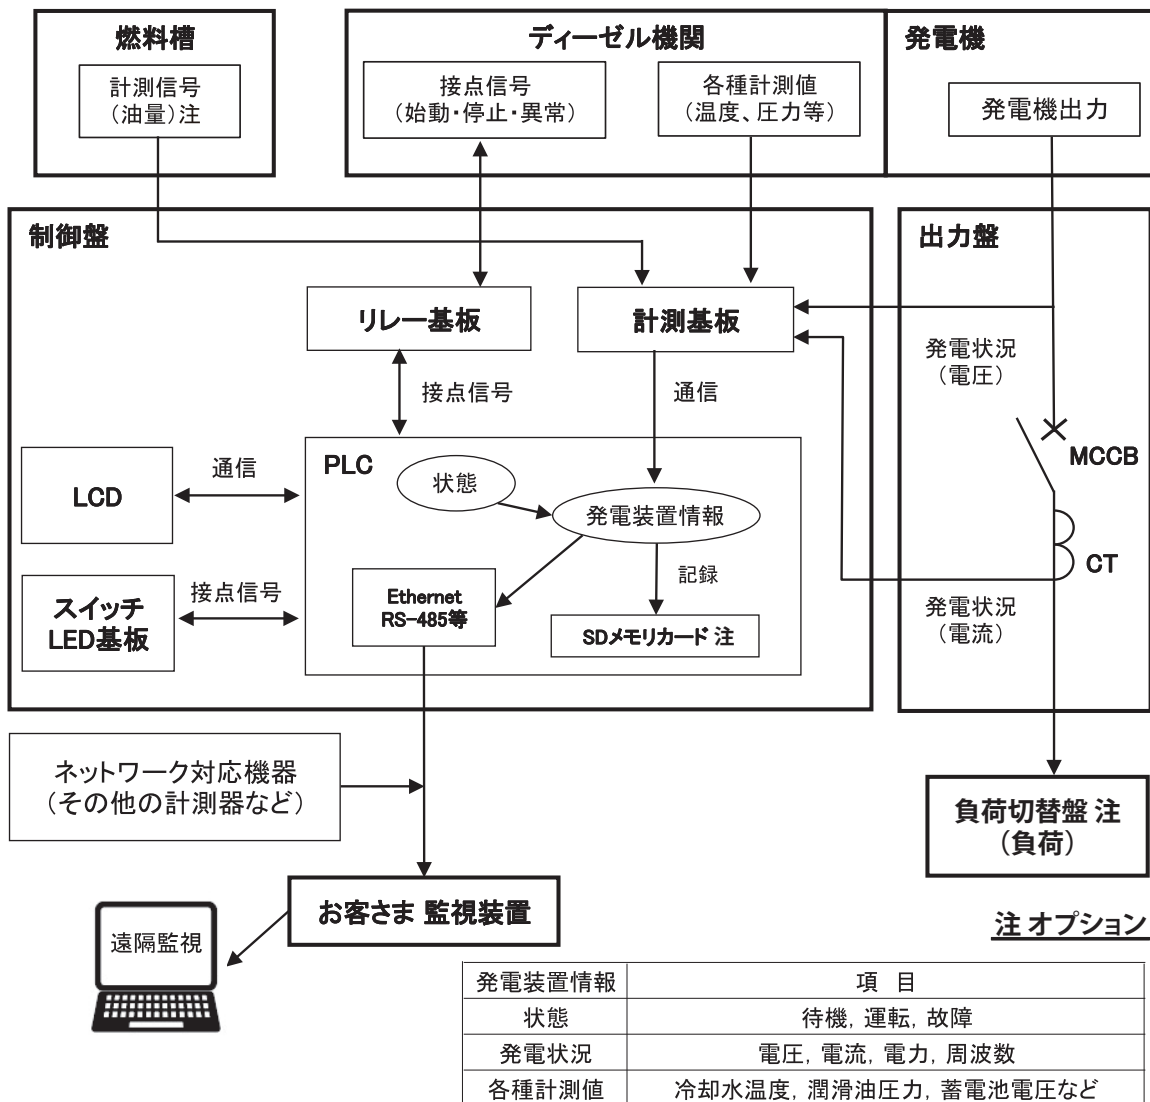 燃料槽
計測信号
(油量)注
ディーゼル機関
接点信号
(始動・停止・異常)
各種計測値
(温度、圧力等)
発電機
発電機出力
制御盤
リレー基板
計測基板
接点信号
通信
LCD
通信
スイッチ
LED基板
接点信号
PLC
状態
発電装置情報
記録
Ethernet
RS-485等
SDメモリカード 注
出力盤
発電状況
(電圧)
MCCB
CT
発電状況
(電流)
ネットワーク対応機器
(その他の計測器など)
負荷切替盤 注
(負荷)
お客さま 監視装置
遠隔監視
注 オプション
発電装置情報 項 目
状態 待機, 運転, 故障
発電状況 電圧, 電流, 電力, 周波数
各種計測値 冷却水温度, 潤滑油圧力, 蓄電池電圧など